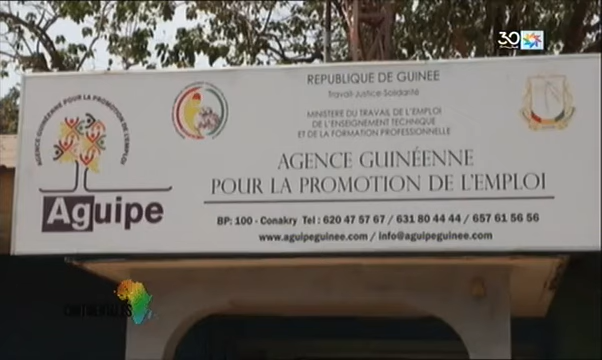 30
REPUBLIQUE DE GUINEE
Travail-Justice-Solidarité
MINISTERE DU TRAVAIL DE L'EMPLOI
DE L'ENSEIGNEMENT TECHNIQUE
ET DE LA FORMATION PROFESSIONNELLE
AGENCE GUINÉENNE POUR LA PROMOTION DE L'EMPLOI
Aguipe
AGENCE GUINÉENNE
POUR LA PROMOTION DE L'EMPLOI
BP: 100 - Conakry Tel : 620 47 57 67 / 631 80 44 44 / 657 61 56 56
www.aguipeguinee.com / info@aguipeguinee.com
CONTINENTALES